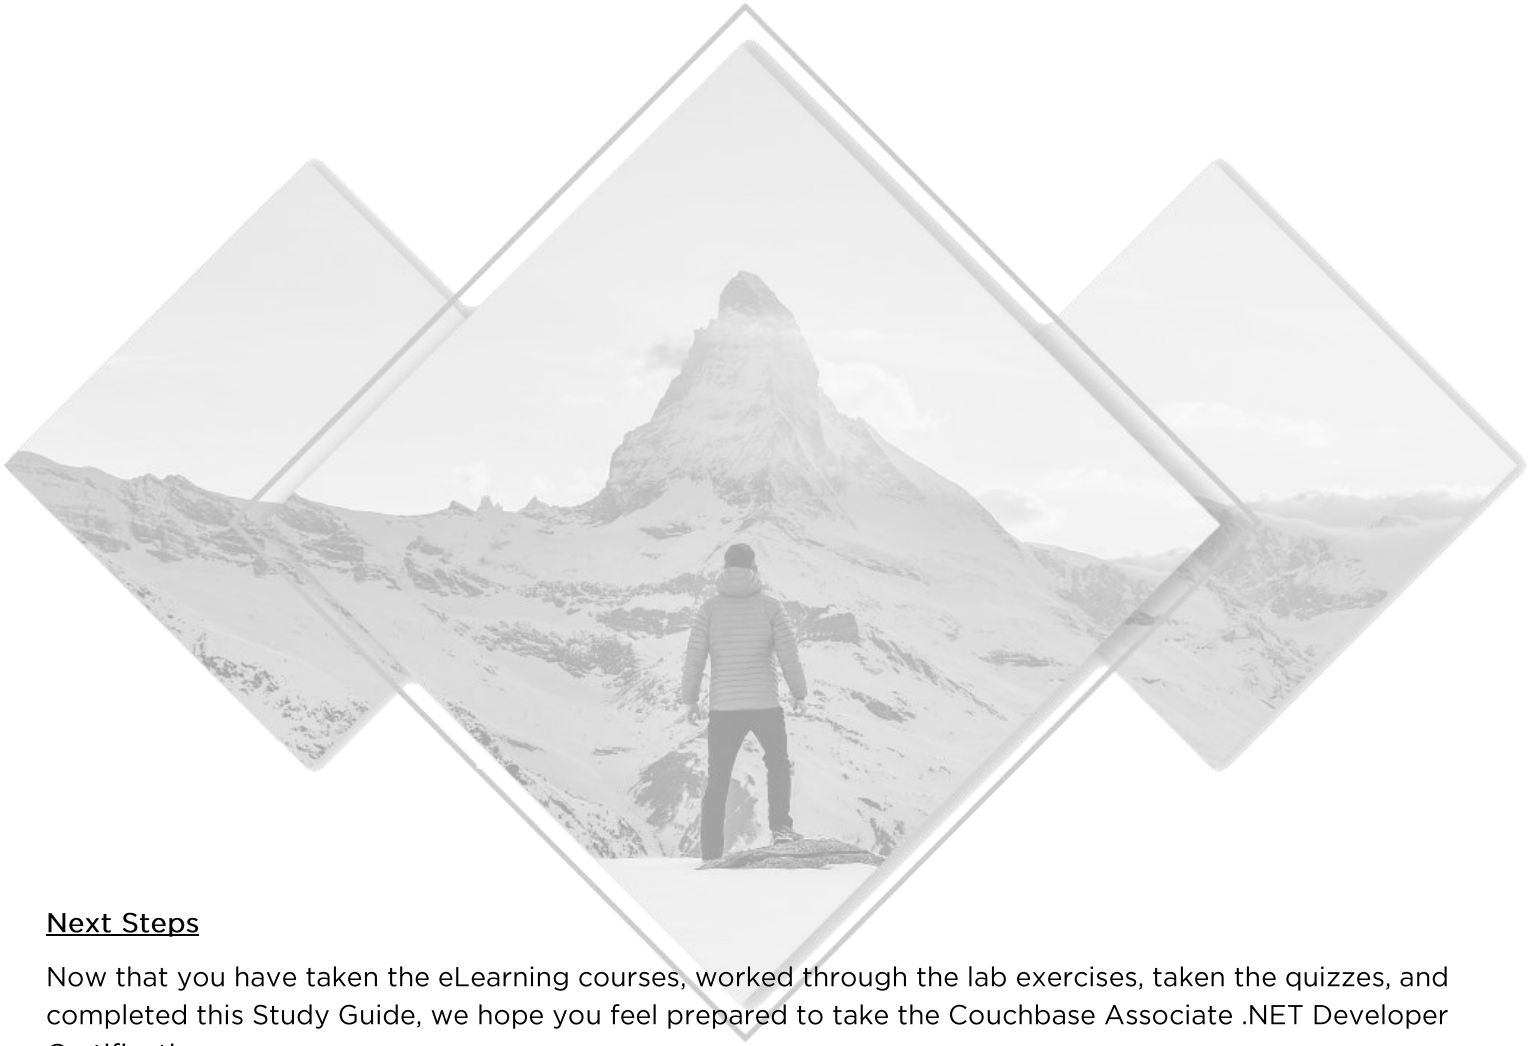 Next Steps
Now that you have taken the eLearning courses, worked through the lab exercises, taken the quizzes, and
completed this Study Guide, we hope you feel prepared to take the Couchbase Associate .NET Developer